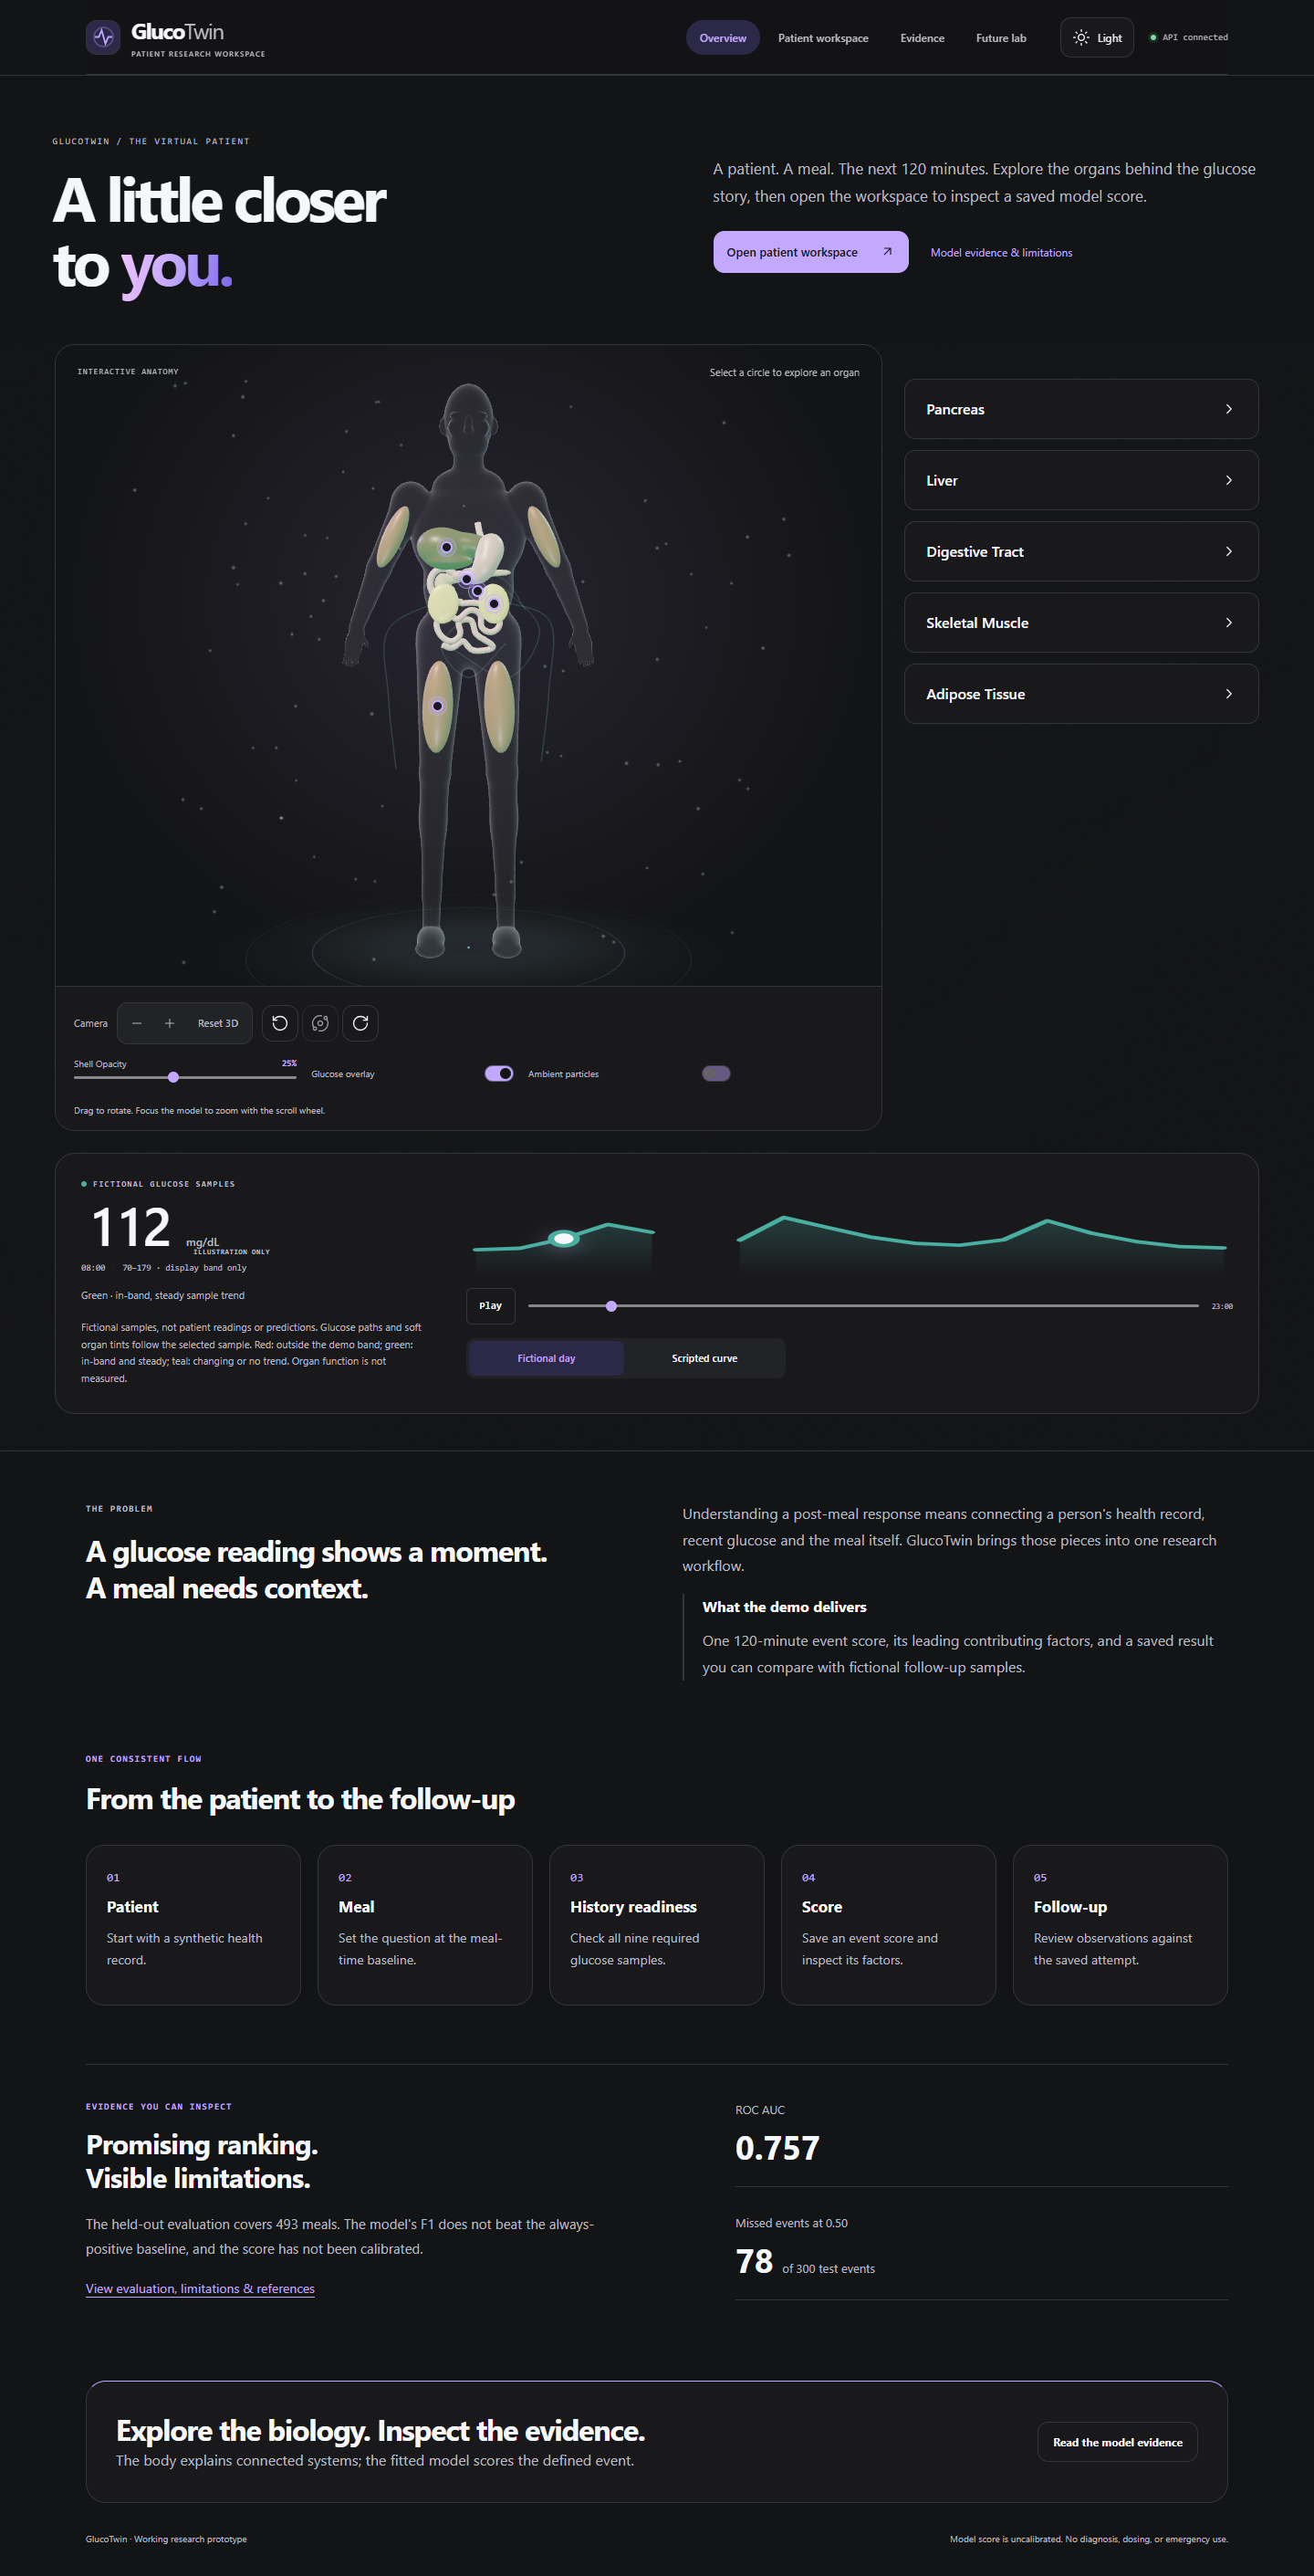 GlucoTwin
PATIENT RESEARCH WORKSPACE
Overview
Patient workspace
Evidence
Future lab
Light
API connected
GLUCOTWIN / THE VIRTUAL PATIENT
A little closer
to you.
A patient. A meal. The next 120 minutes. Explore the organs behind the glucose
story, then open the workspace to inspect a saved model score.
Open patient workspace
Model evidence & limitations
INTERACTIVE ANATOMY
Select a circle to explore an organ
Pancreas
Liver
Digestive Tract
Skeletal Muscle
Adipose Tissue
Camera
Reset 3D
Shell Opacity
25%
Glucose overlay
Ambient particles
Drag to rotate. Focus the model to zoom with the scroll wheel.
FICTIONAL GLUCOSE SAMPLES
112 mg/dL
ILLUSTRATION ONLY
08:00 70–179 · display band only
Green · in-band, steady sample trend
Fictional samples, not patient readings or predictions. Glucose paths and soft
organ tints follow the selected sample. Red: outside the demo band; green:
in-band and steady; teal: changing or no trend. Organ function is not
measured.
Play
23:00
Fictional day
Scripted curve
THE PROBLEM
A glucose reading shows a moment.
A meal needs context.
Understanding a post-meal response means connecting a person's health record,
recent glucose and the meal itself. GlucoTwin brings those pieces into one research
workflow.
What the demo delivers
One 120-minute event score, its leading contributing factors, and a saved result
you can compare with fictional follow-up samples.
ONE CONSISTENT FLOW
From the patient to the follow-up
01
Patient
Start with a synthetic health
record.
02
Meal
Set the question at the meal-
time baseline.
03
History readiness
Check all nine required
glucose samples.
04
Score
Save an event score and
inspect its factors.
05
Follow-up
Review observations against
the saved attempt.
EVIDENCE YOU CAN INSPECT
Promising ranking.
Visible limitations.
The held-out evaluation covers 493 meals. The model's F1 does not beat the always-
positive baseline, and the score has not been calibrated.
View evaluation, limitations & references
ROC AUC
0.757
Missed events at 0.50
78 of 300 test events
Explore the biology. Inspect the evidence.
The body explains connected systems; the fitted model scores the defined event.
Read the model evidence
GlucoTwin · Working research prototype
Model score is uncalibrated. No diagnosis, dosing, or emergency use.